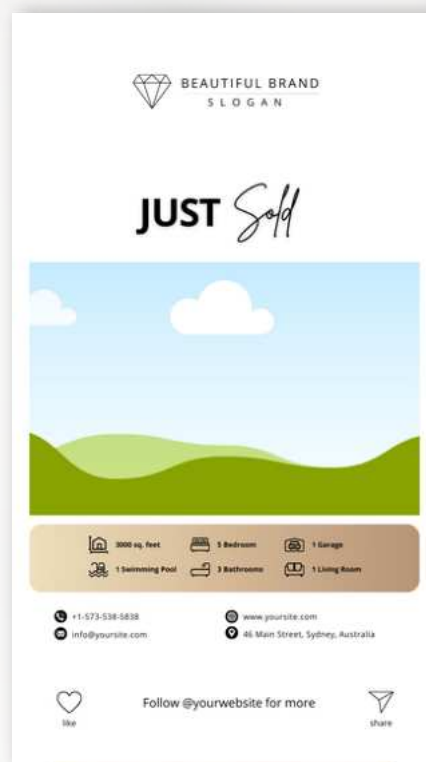 BEAUTIFUL BRAND
SLOGAN
JUST Sold
3000 sq. feet 5 Bedroom 1 Garage
1 Swimming Pool 3 Bathrooms 1 Living Room
+1-573-538-5838 www.yoursite.com
info@yoursite.com 46 Main Street, Sydney, Australia
Follow @yourwebsite for more
like share